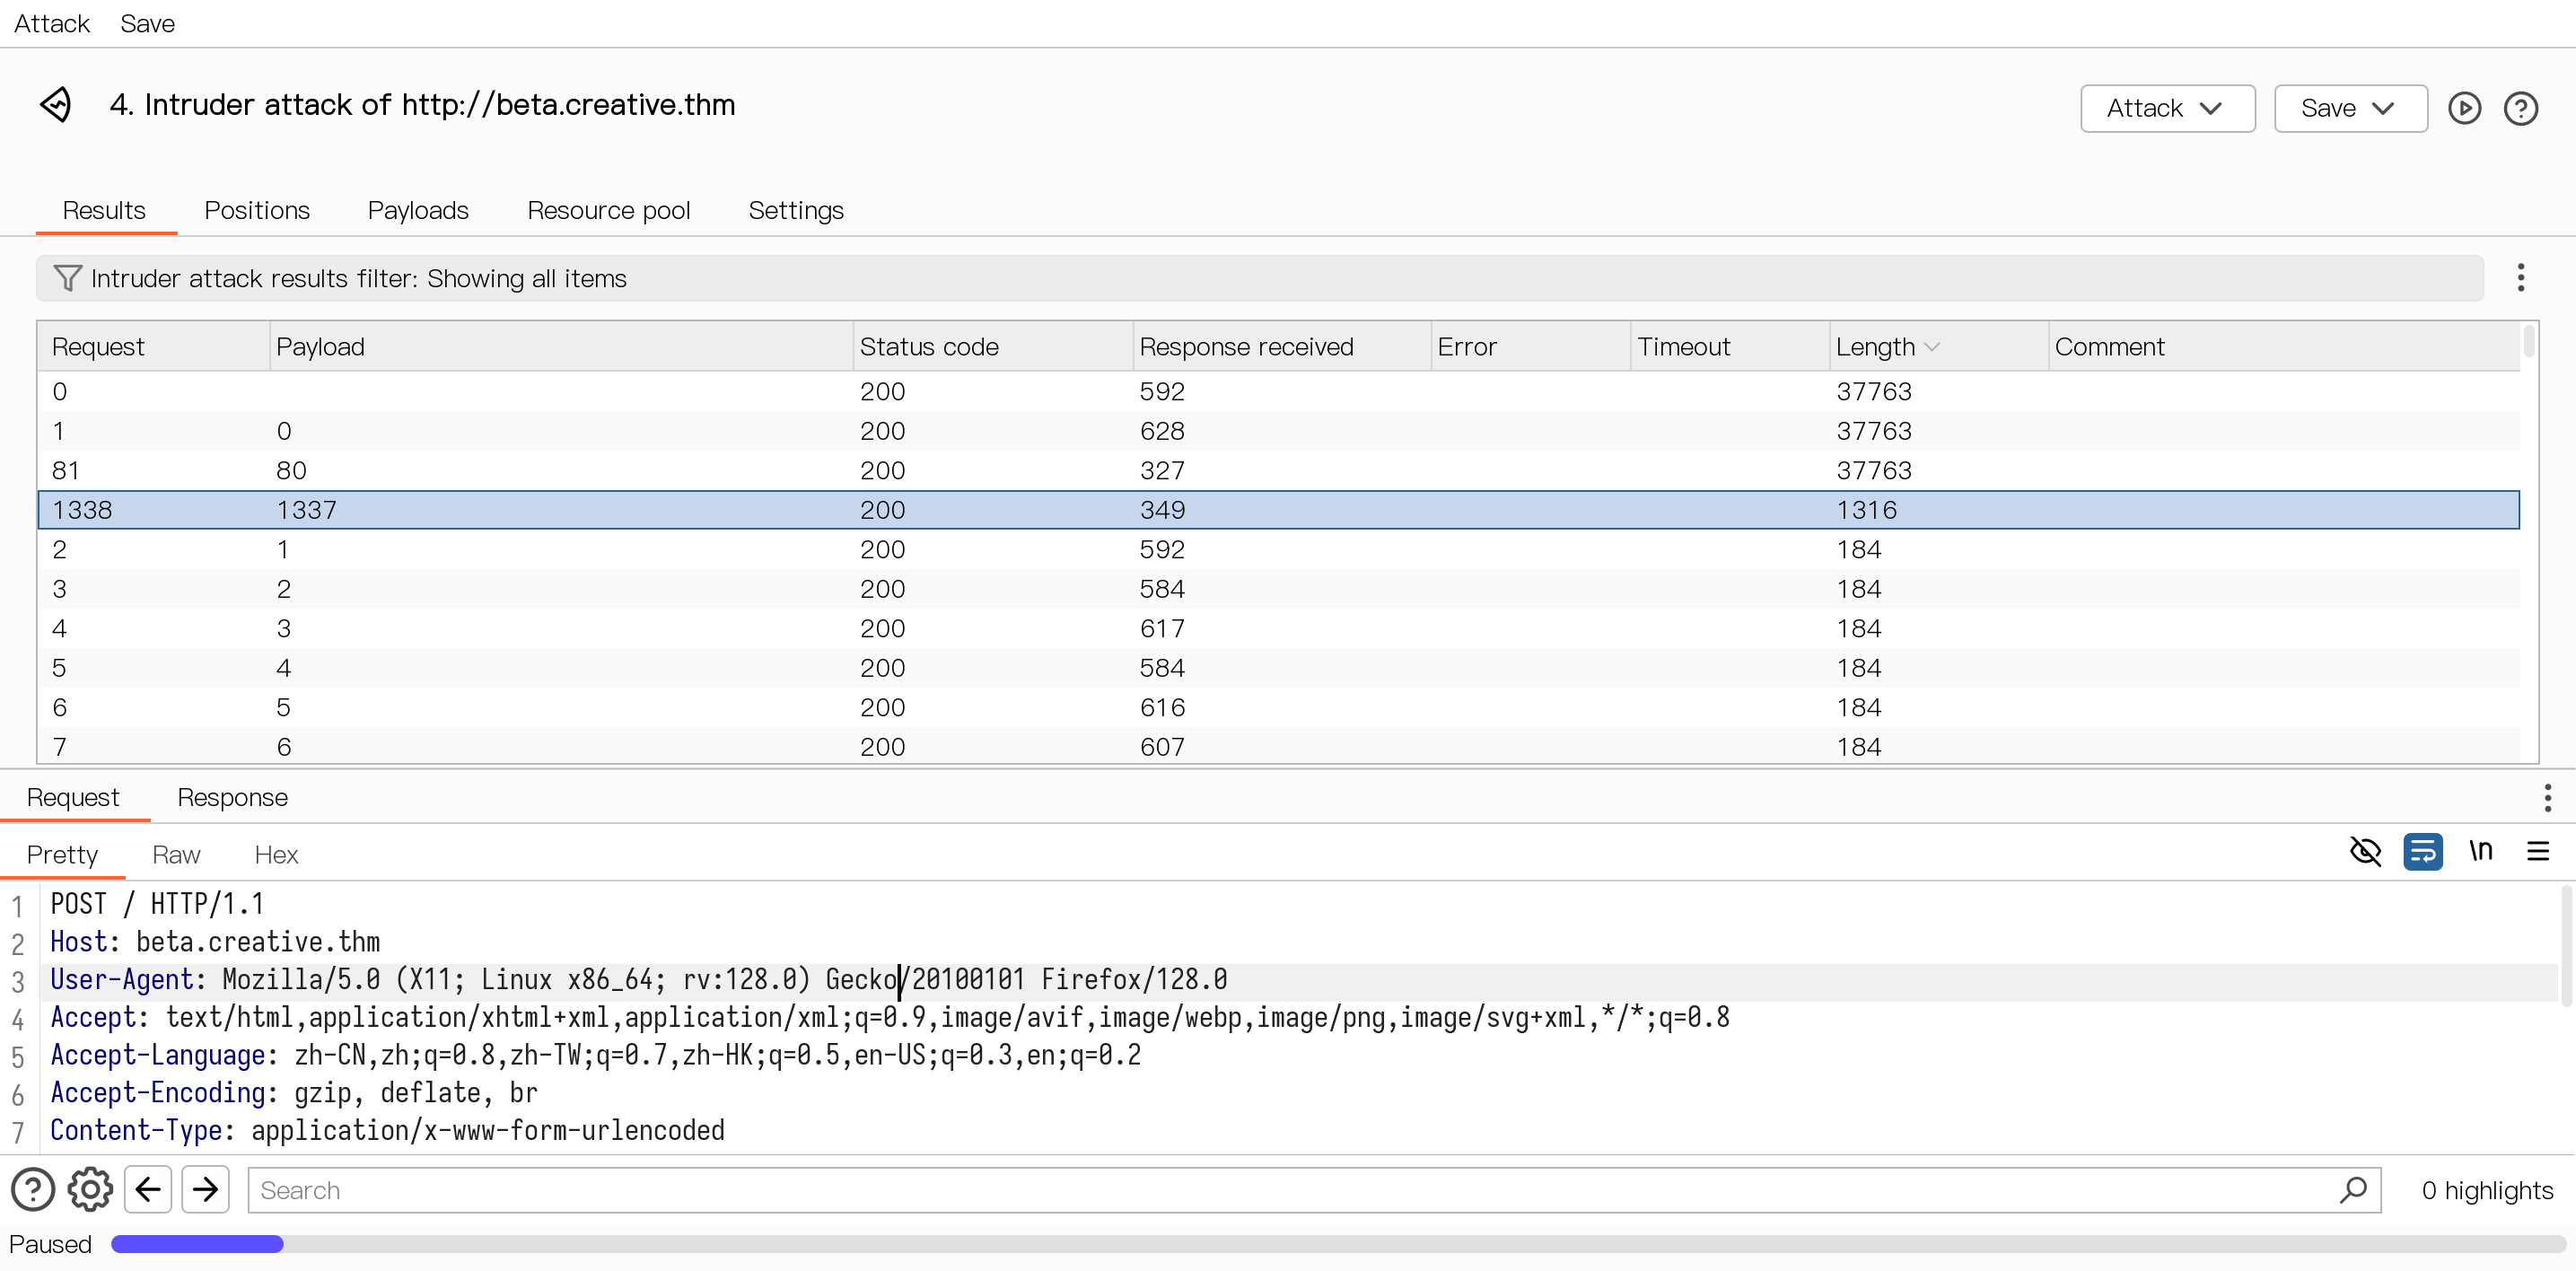 Attack Save
4. Intruder attack of http://beta.creative.thm
Attack Save
Results Positions Payloads Resource pool Settings
Intruder attack results filter: Showing all items
Request Payload Status code Response received Error Timeout Length Comment
0 200 592 37763
1 0 200 628 37763
81 80 200 327 37763
1338 1337 200 349 1316
2 1 200 592 184
3 2 200 584 184
4 3 200 617 184
5 4 200 584 184
6 5 200 616 184
7 6 200 607 184
Request Response
Pretty Raw Hex \n
1 POST / HTTP/1.1
2 Host: beta.creative.thm
3 User-Agent: Mozilla/5.0 (X11; Linux x86_64; rv:128.0) Gecko/20100101 Firefox/128.0
4 Accept: text/html,application/xhtml+xml,application/xml;q=0.9,image/avif,image/webp,image/png,image/svg+xml,*/*;q=0.8
5 Accept-Language: zh-CN,zh;q=0.8,zh-TW;q=0.7,zh-HK;q=0.5,en-US;q=0.3,en;q=0.2
6 Accept-Encoding: gzip, deflate, br
7 Content-Type: application/x-www-form-urlencoded
Search 0 highlights
Paused